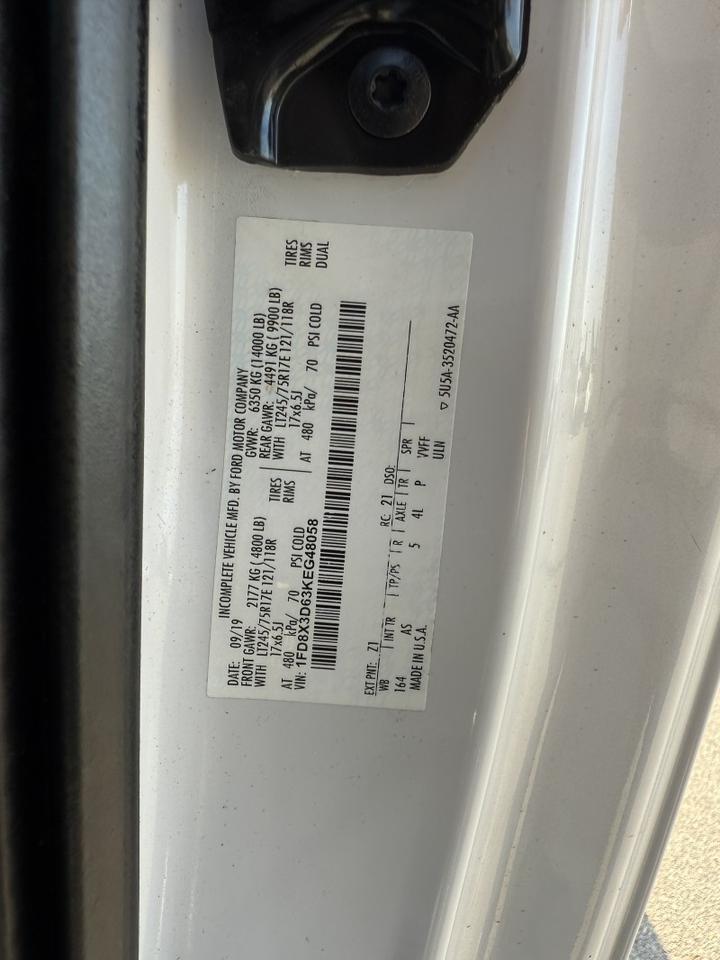 INCOMPLETE VEHICLE MFD. BY FORD MOTOR COMPANY
DATE: 09/19 GVWR: 6350 KG (14000 LB)
FRONT GAWR: 2177 KG (4800 LB) REAR GAWR: 4491 KG (9900 LB)
WITH LT245/75R17E 121/118R TIRES WITH LT245/75R17E 121/118R TIRES
17x6.5J RIMS 17x6.5J RIMS
AT 480 kPa/ 70 PSI COLD AT 480 kPa/ 70 PSI COLD DUAL
VIN: 1FD8X3D63KEG48058
EXT PNT: Z1 RC: 21 DSO:
WB INT TR TP/PS R AXLE TR SPR
164 AS 5 4L P VVFF
MADE IN U.S.A. ULN
▽ 5U5A-3520472-AA